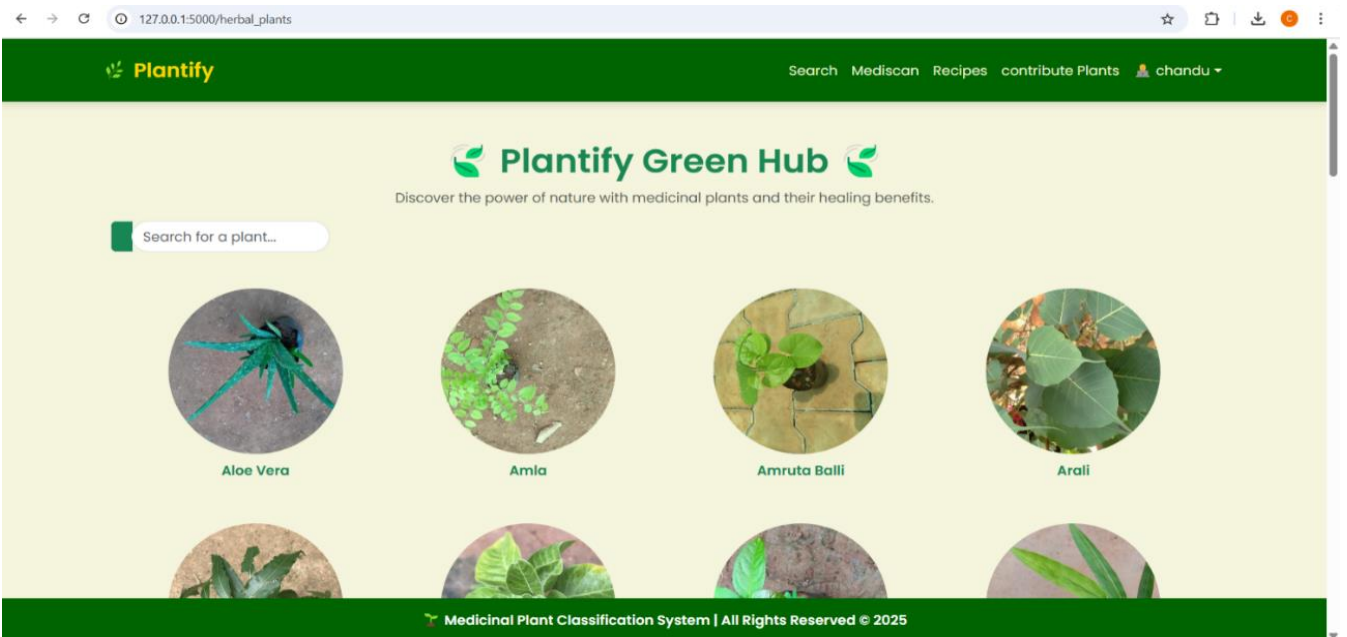 127.0.0.1:5000/herbal_plants
C
Plantify
Search Mediscan Recipes contribute Plants chandu
Plantify Green Hub
Discover the power of nature with medicinal plants and their healing benefits.
Search for a plant...
Aloe Vera Amla Amruta Balli Arali
Medicinal Plant Classification System | All Rights Reserved © 2025